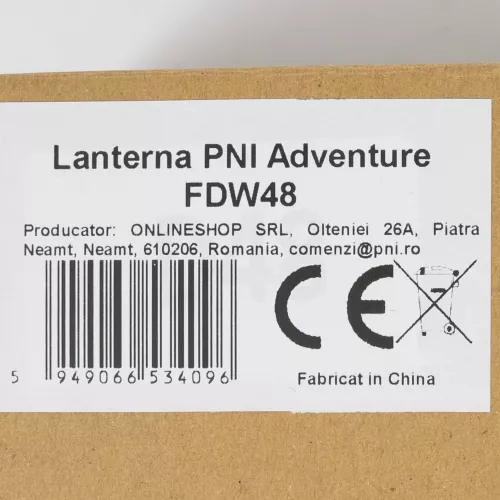 Lanterna PNI Adventure
FDW48
Producator: ONLINESHOP SRL, Olteniei 26A, Piatra
Neamt, Neamt, 610206, Romania, comenzi@pni.ro
CE
5 949066 534096
Fabricat in China